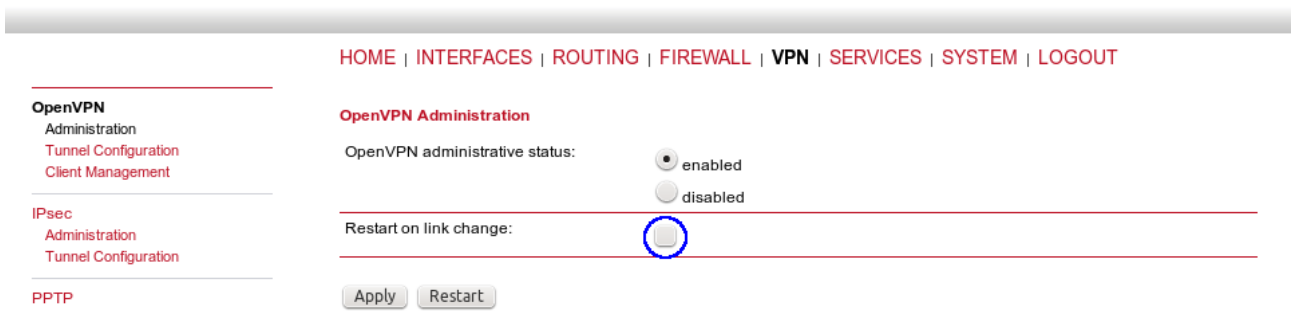 HOME | INTERFACES | ROUTING | FIREWALL | VPN | SERVICES | SYSTEM | LOGOUT
OpenVPN
Administration
Tunnel Configuration
Client Management
IPsec
Administration
Tunnel Configuration
PPTP
OpenVPN Administration
OpenVPN administrative status:
enabled
disabled
Restart on link change:
Apply Restart